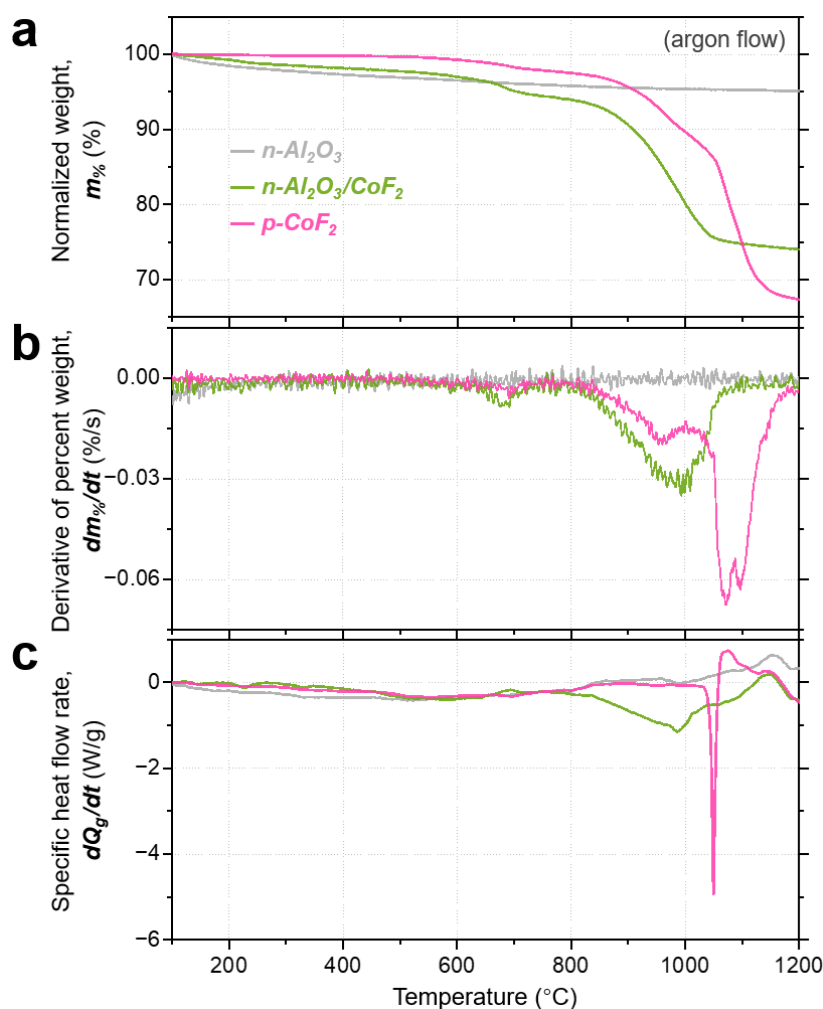 a
Normalized weight,
m% (%)
100
90
80
70
(argon flow)
n-Al₂O₃
n-Al₂O₃/CoF₂
p-CoF₂
b
Derivative of percent weight,
dm%/dt (%/s)
0.00
−0.03
−0.06
c
Specific heat flow rate,
dQg/dt (W/g)
0
−2
−4
−6
200 400 600 800 1000 1200
Temperature (°C)